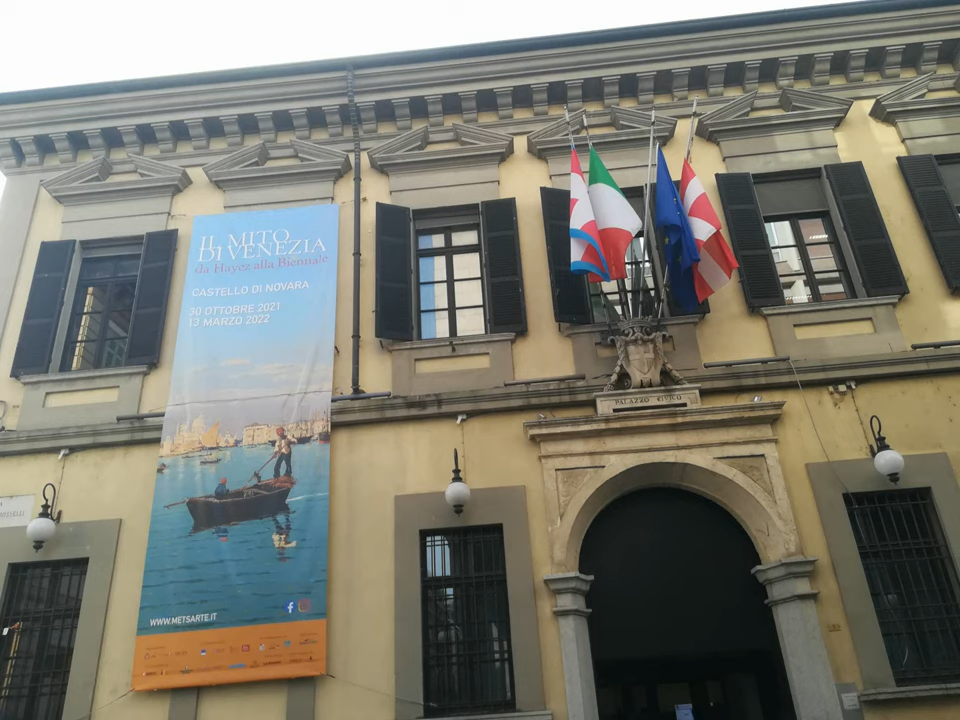 IL MITO
DI VENEZIA
da Hayez alla Biennale
CASTELLO DI NOVARA
30 OTTOBRE 2021
13 MARZO 2022
WWW.METSARTE.IT
PALAZZO CIVICO